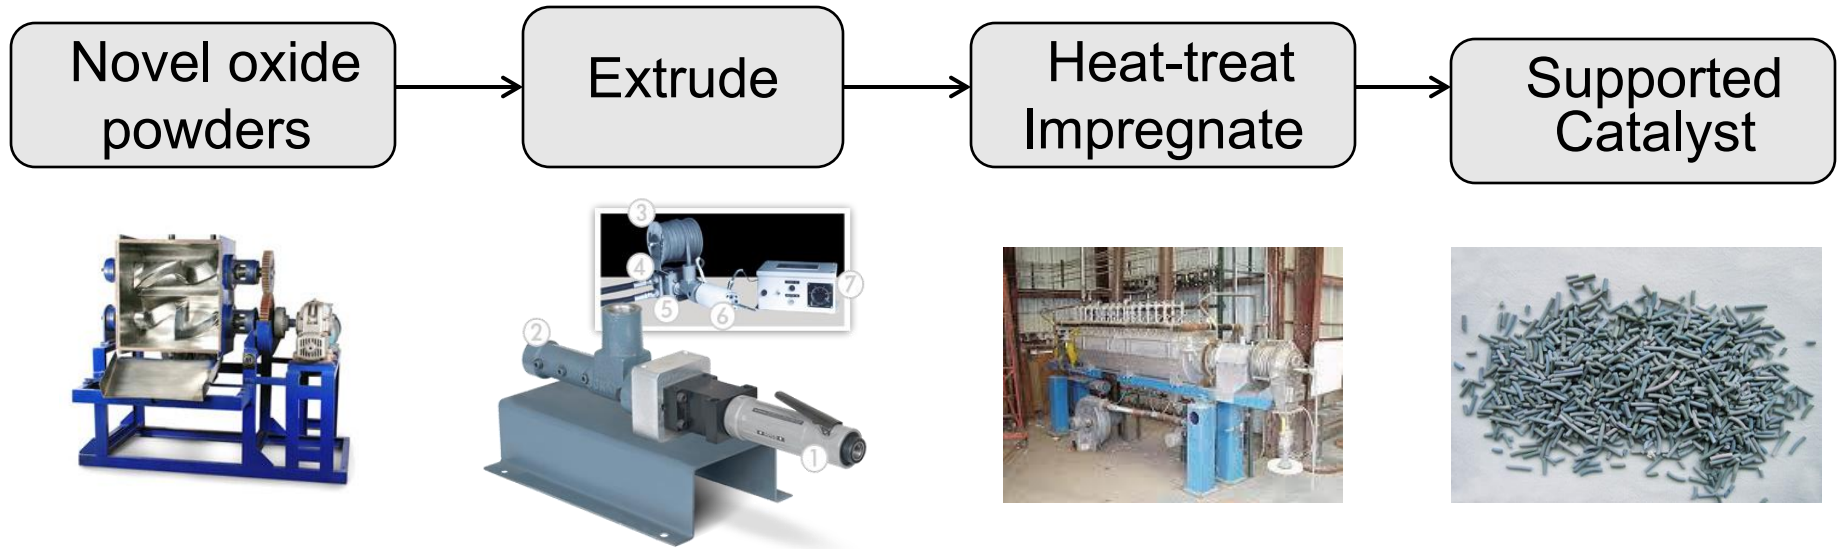 Novel oxide
powders
Extrude
Heat-treat
Impregnate
Supported
Catalyst
3
4
7
5
6
2
1